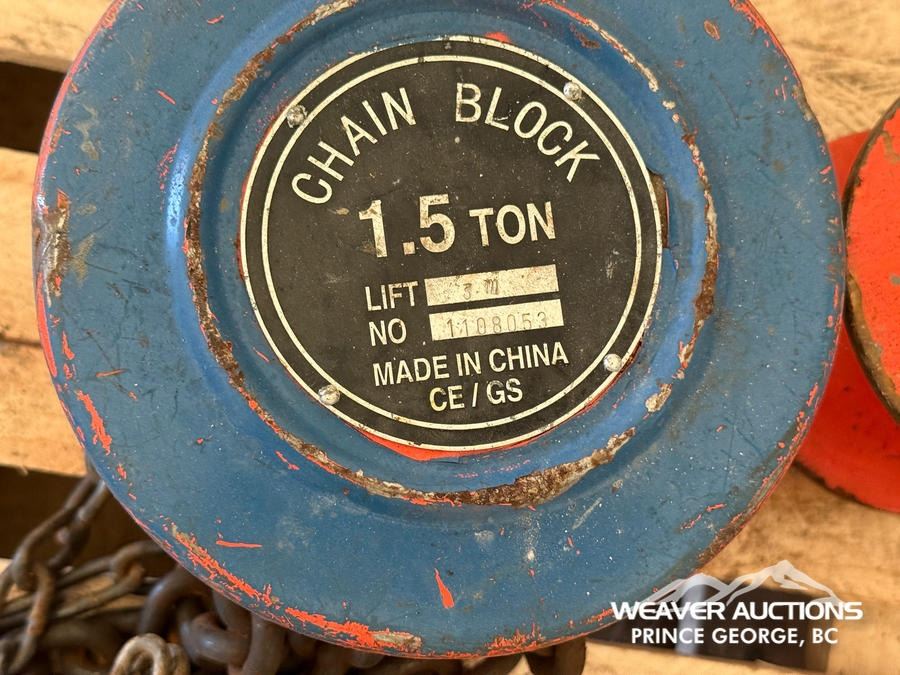 CHAIN BLOCK
1.5 TON
LIFT 3 M
NO 1108053
MADE IN CHINA
CE / GS
WEAVER AUCTIONS
PRINCE GEORGE, BC